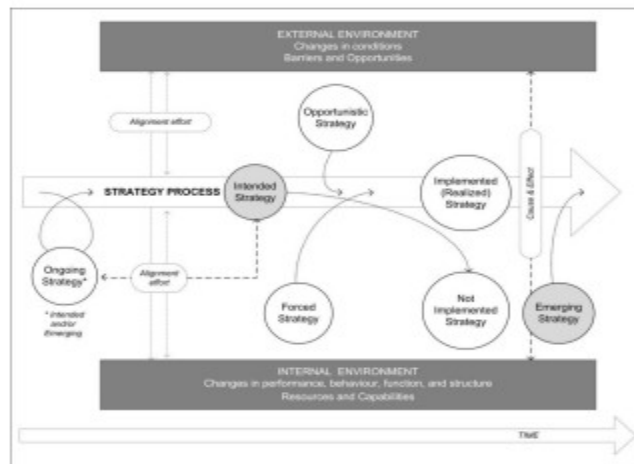 EXTERNAL ENVIRONMENT
Changes in conditions
Barriers and Opportunities
Opportunistic
Strategy
Alignment effort
STRATEGY PROCESS
Intended
Strategy
Implemented
(Realized)
Strategy
Cause & Effect
Ongoing
Strategy*
Alignment
effort
* Intended
and/or
Emerging
Forced
Strategy
Not
Implemented
Strategy
Emerging
Strategy
INTERNAL ENVIRONMENT
Changes in performance, behaviour, function, and structure
Resources and Capabilities
TIME